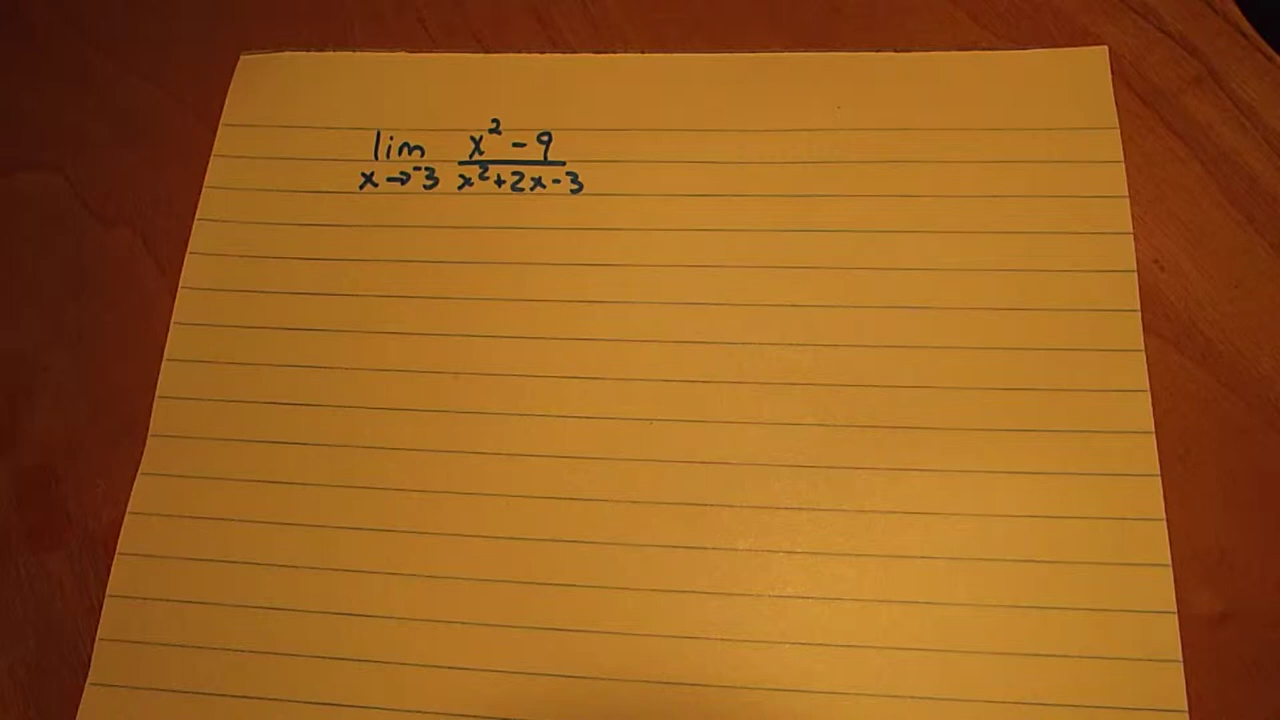 lim x² - 9
x → -3 x² + 2x - 3